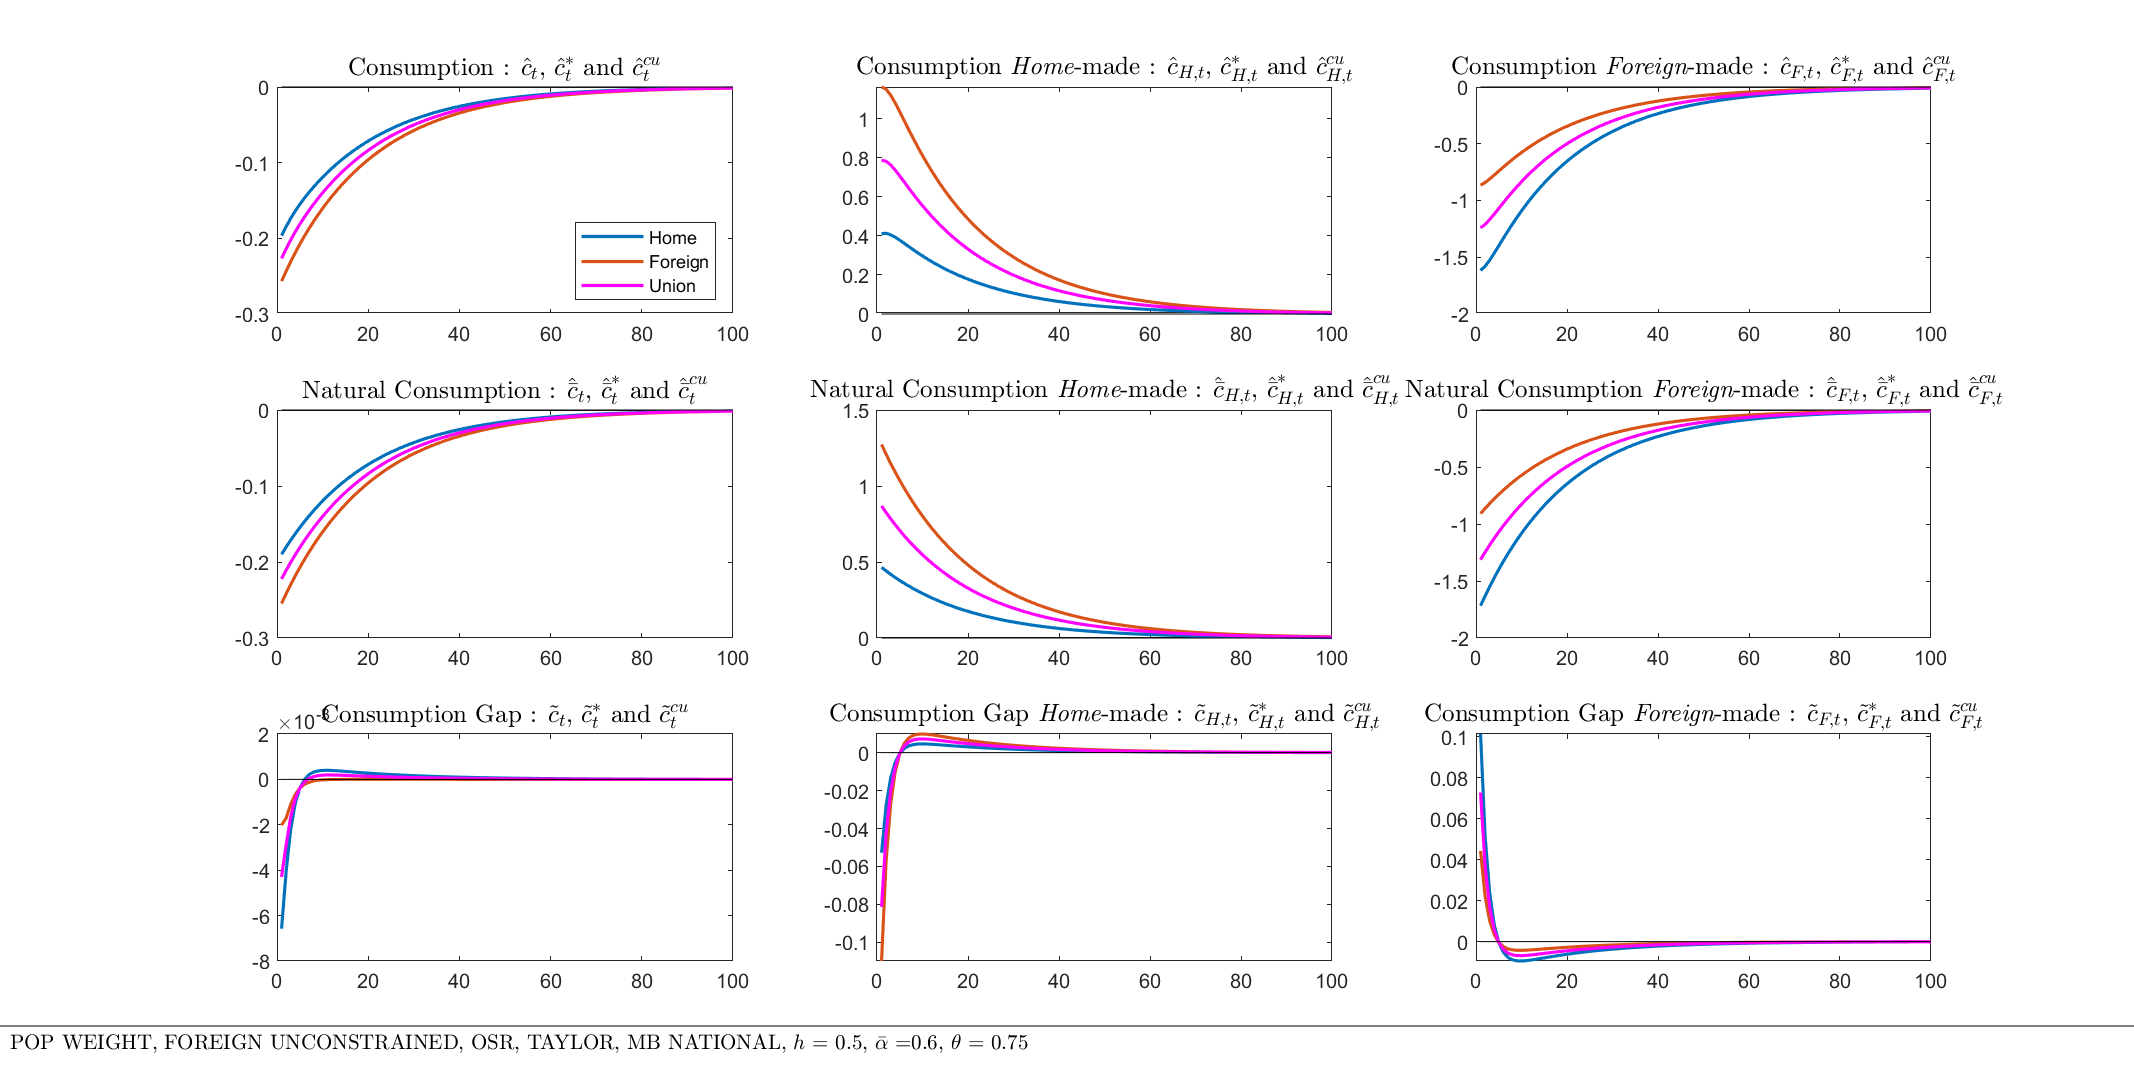 Consumption : ĉ_t, ĉ*_t and ĉ^cu_t
0
-0.1
-0.2
-0.3
0 20 40 60 80 100
Home
Foreign
Union
Consumption Home-made : ĉ_H,t, ĉ*_H,t and ĉ^cu_H,t
1
0.8
0.6
0.4
0.2
0
0 20 40 60 80 100
Consumption Foreign-made : ĉ_F,t, ĉ*_F,t and ĉ^cu_F,t
0
-0.5
-1
-1.5
-2
0 20 40 60 80 100
Natural Consumption : ĉ̄_t, ĉ̄*_t and ĉ̄^cu_t
0
-0.1
-0.2
-0.3
0 20 40 60 80 100
Natural Consumption Home-made : ĉ̄_H,t, ĉ̄*_H,t and ĉ̄^cu_H,t
1.5
1
0.5
0
0 20 40 60 80 100
Natural Consumption Foreign-made : ĉ̄_F,t, ĉ̄*_F,t and ĉ̄^cu_F,t
0
-0.5
-1
-1.5
-2
0 20 40 60 80 100
Consumption Gap : c̃_t, c̃*_t and c̃^cu_t
2
0
-2
-4
-6
-8
0 20 40 60 80 100
Consumption Gap Home-made : c̃_H,t, c̃*_H,t and c̃^cu_H,t
0
-0.02
-0.04
-0.06
-0.08
-0.1
0 20 40 60 80 100
Consumption Gap Foreign-made : c̃_F,t, c̃*_F,t and c̃^cu_F,t
0.1
0.08
0.06
0.04
0.02
0
0 20 40 60 80 100
POP WEIGHT, FOREIGN UNCONSTRAINED, OSR, TAYLOR, MB NATIONAL, h = 0.5, ᾱ =0.6, θ = 0.75